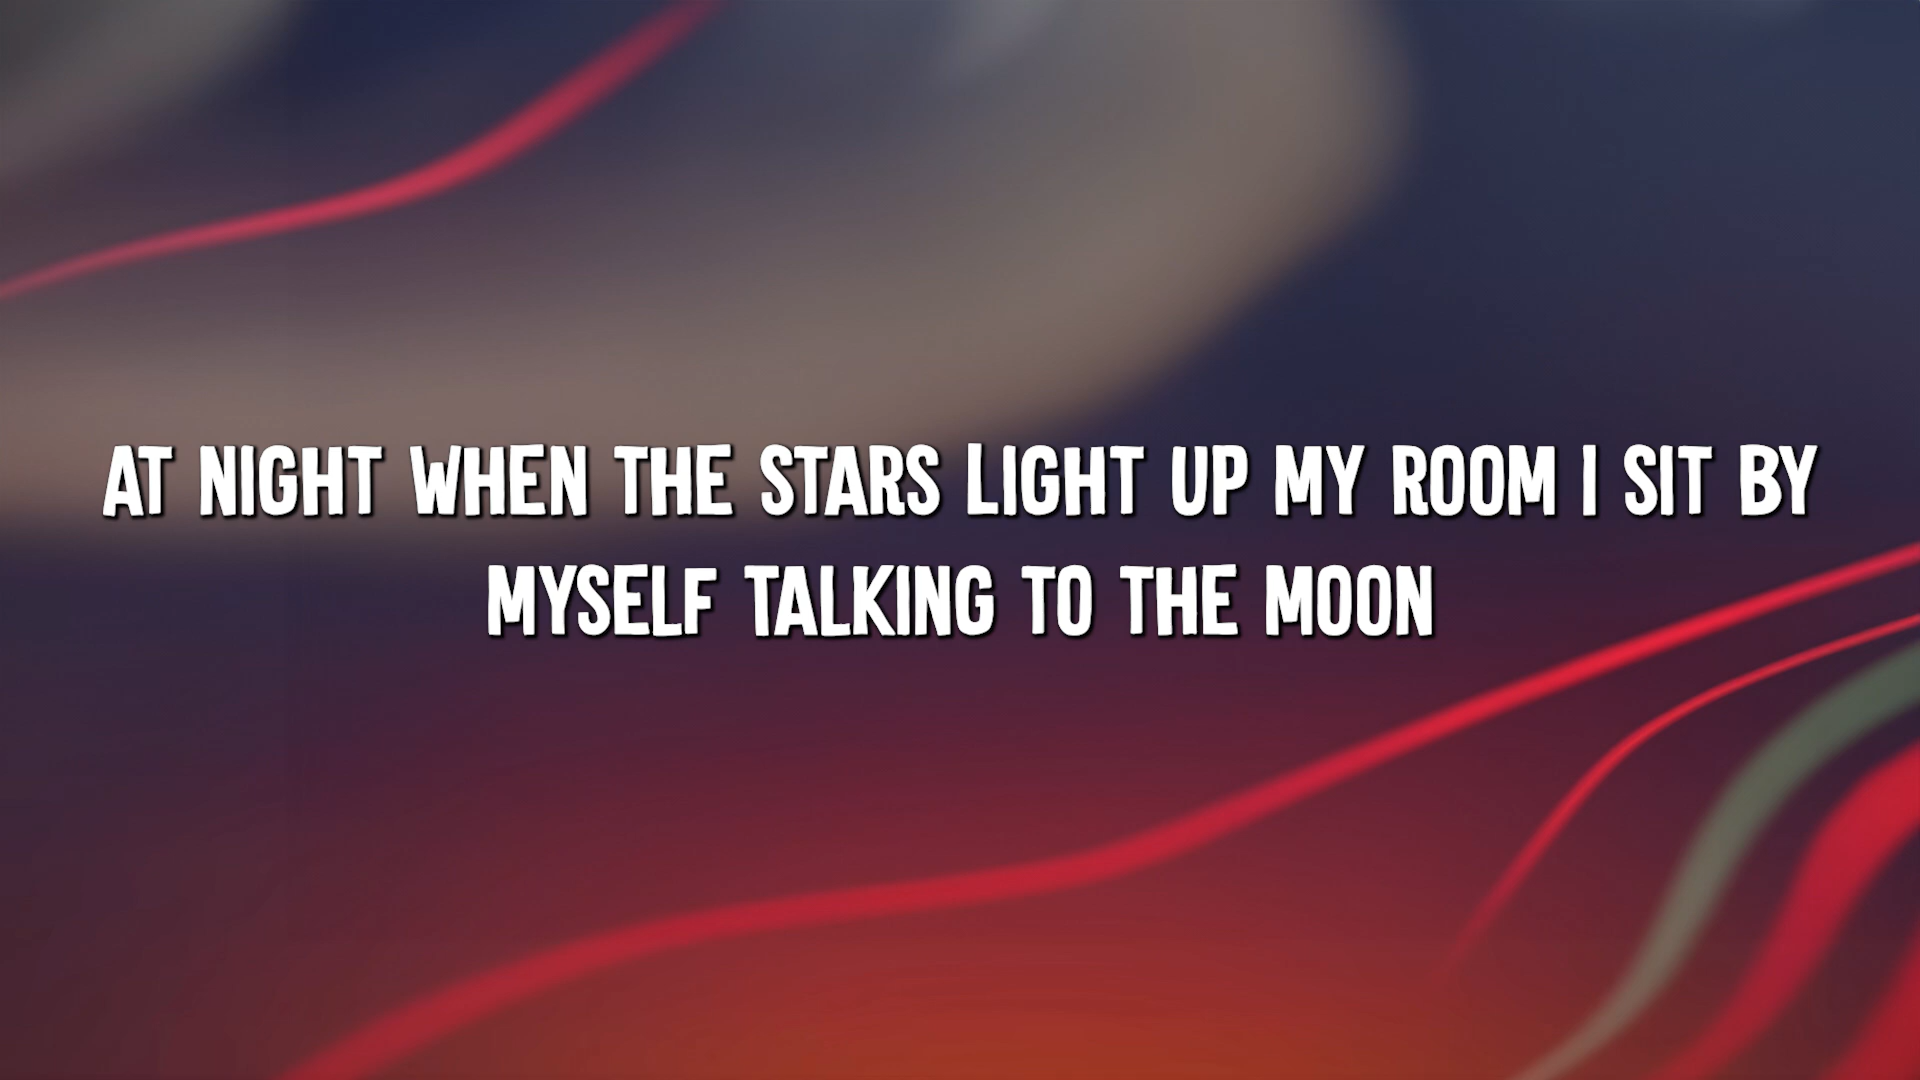 AT NIGHT WHEN THE STARS LIGHT UP MY ROOM I SIT BY
MYSELF TALKING TO THE MOON